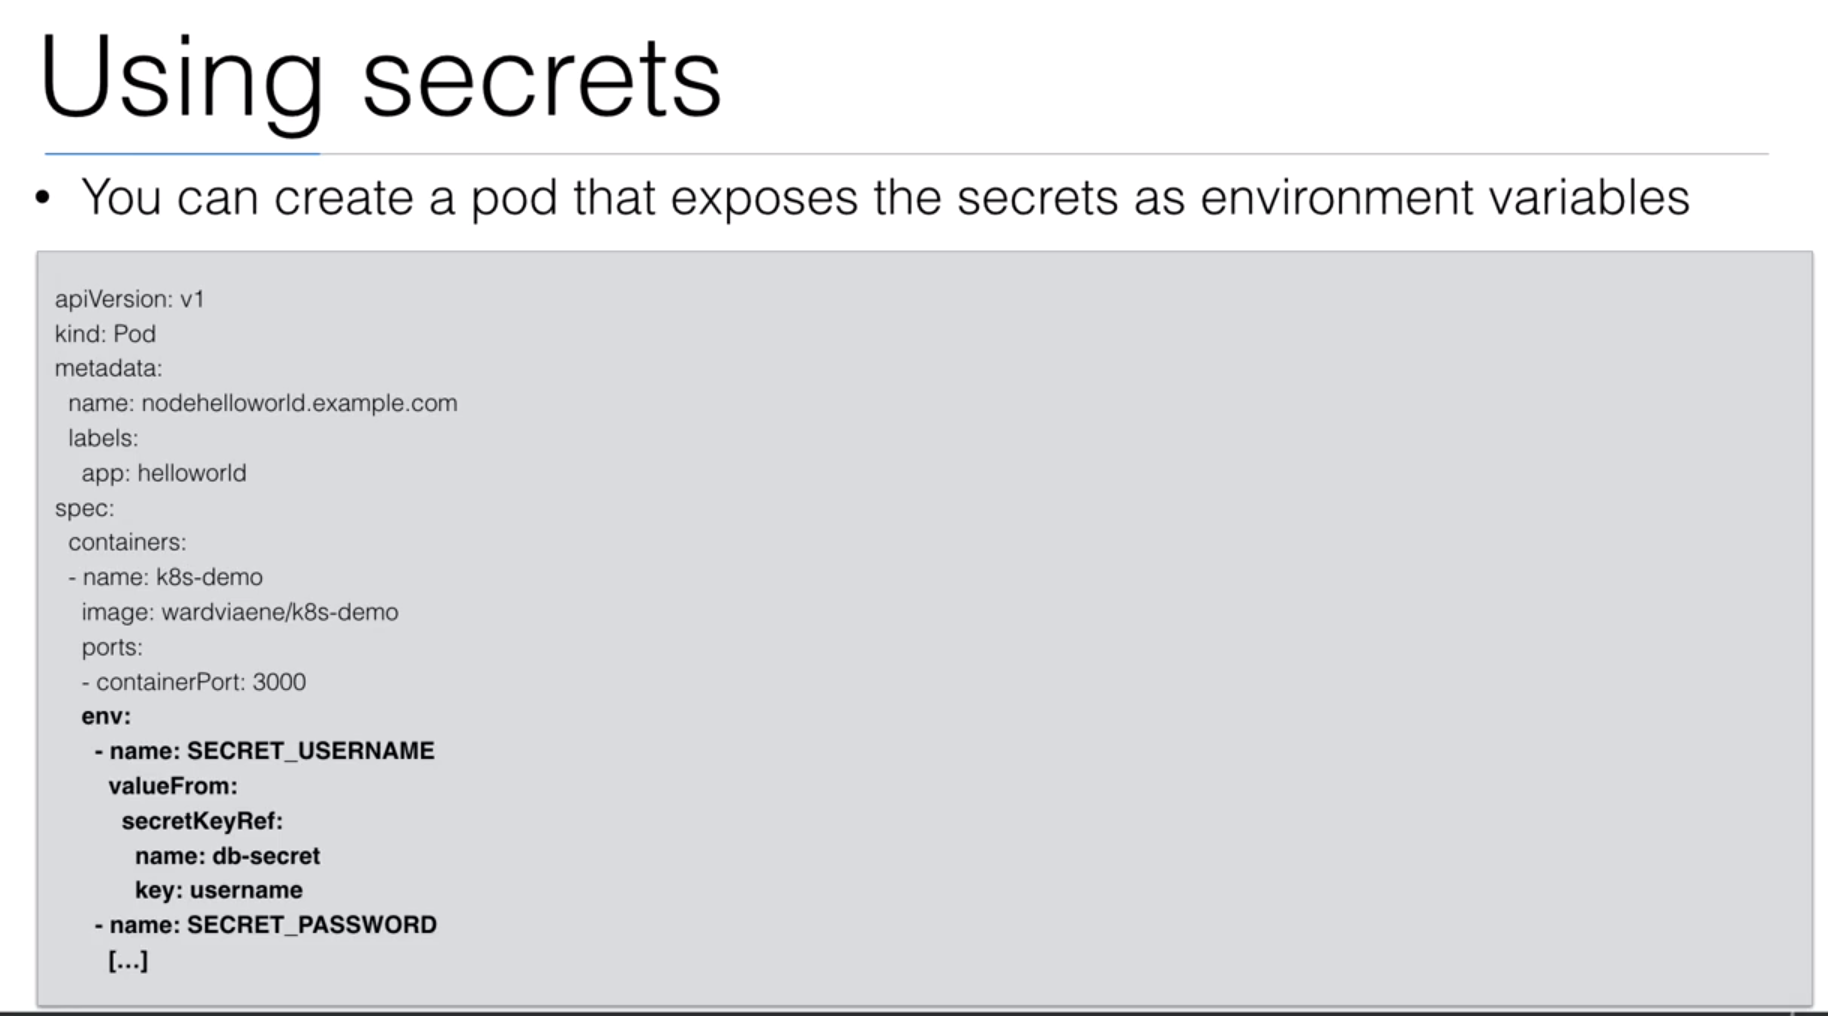 Using secrets
• You can create a pod that exposes the secrets as environment variables
apiVersion: v1
kind: Pod
metadata:
  name: nodehelloworld.example.com
  labels:
    app: helloworld
spec:
  containers:
  - name: k8s-demo
    image: wardviaene/k8s-demo
    ports:
    - containerPort: 3000
    env:
      - name: SECRET_USERNAME
        valueFrom:
          secretKeyRef:
            name: db-secret
            key: username
      - name: SECRET_PASSWORD
        [...]